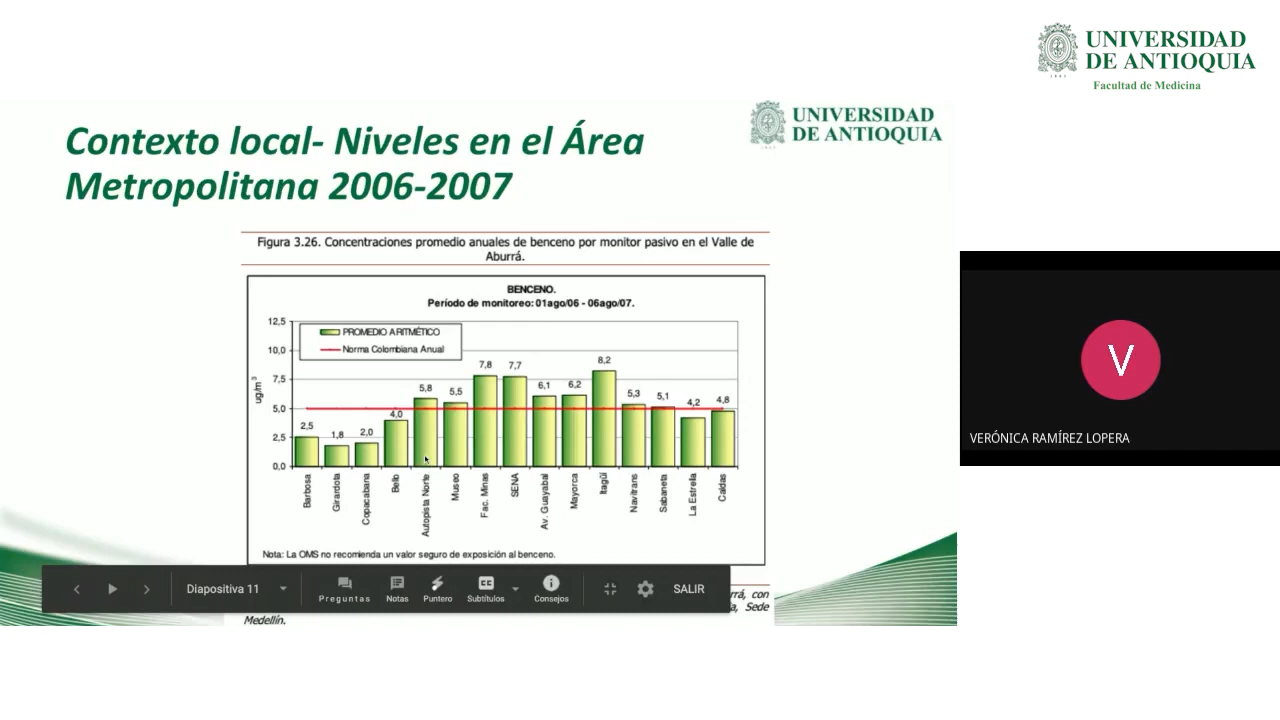 UNIVERSIDAD
DE ANTIOQUIA
Facultad de Medicina
UNIVERSIDAD
DE ANTIOQUIA
Contexto local- Niveles en el Área
Metropolitana 2006-2007
Figura 3.26. Concentraciones promedio anuales de benceno por monitor pasivo en el Valle de
Aburrá.
BENCENO.
Período de monitoreo: 01ago/06 - 06ago/07.
PROMEDIO ARITMÉTICO
Norma Colombiana Anual
ug/m3
12,5
10,0
7,5
5,0
2,5
0,0
2,5
1,8
2,0
4,0
5,8
5,5
7,8
7,7
6,1
6,2
8,2
5,3
5,1
4,2
4,8
Barbosa
Girardota
Copacabana
Bello
Autopista Norte
Museo
Fac. Minas
SENA
Av. Guayabal
Mayorca
Itagüí
Navitrans
Sabaneta
La Estrella
Caldas
Nota: La OMS no recomienda un valor seguro de exposición al benceno.
Diapositiva 11
Preguntas
Notas
Puntero
CC
Subtítulos
Consejos
SALIR
con
Sede
Medellín.
V
VERÓNICA RAMÍREZ LOPERA